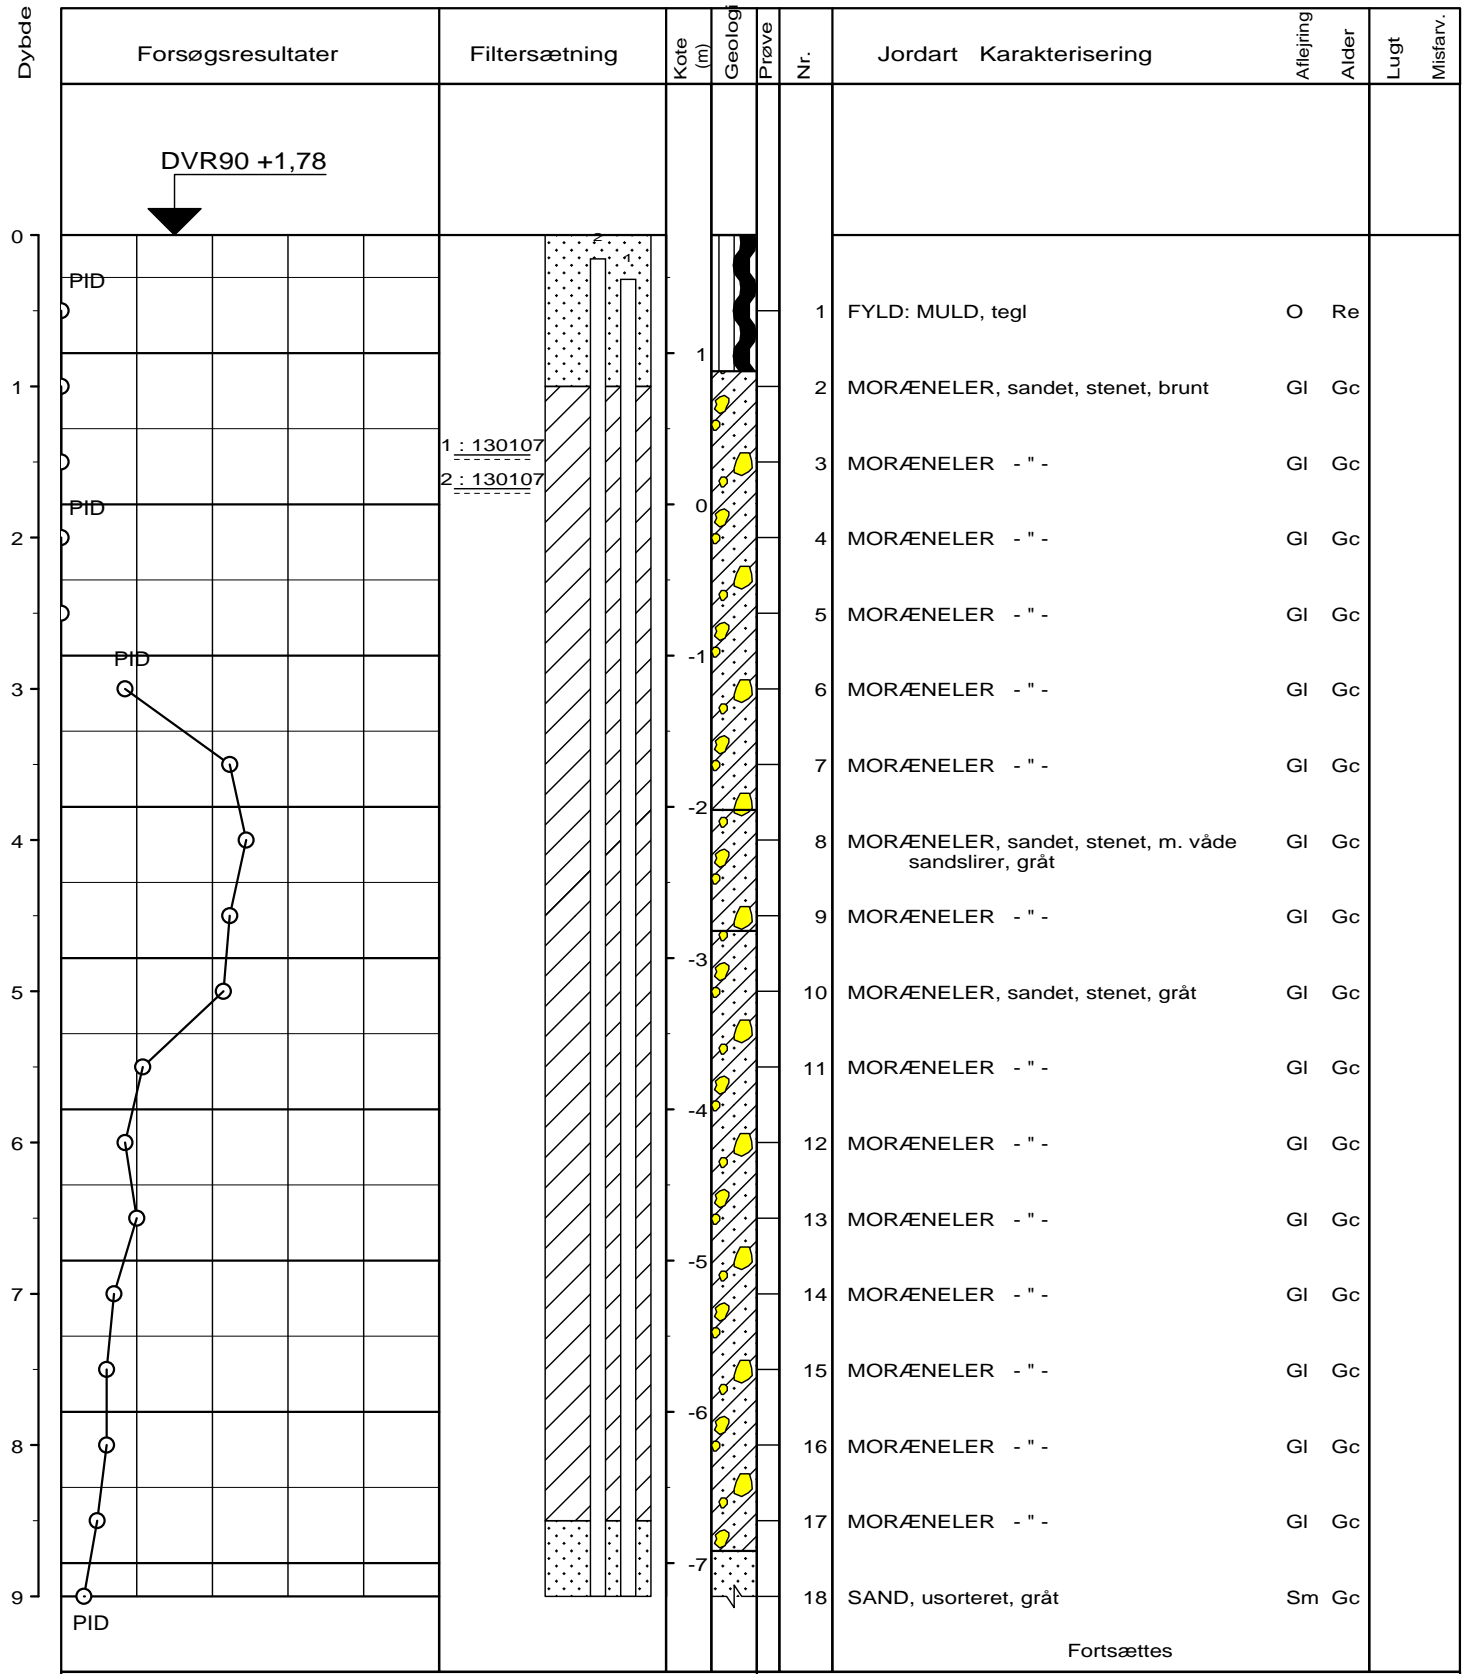 Dybde Forsøgsresultater Filtersætning Kote (m) Geologi Prøve Nr. Jordart Karakterisering Aflejring Alder Lugt Misfarv.
DVR90 +1,78
0 2
1
PID
1 FYLD: MULD, tegl O Re
1
1 2 MORÆNELER, sandet, stenet, brunt Gl Gc
1 : 130107
3 MORÆNELER - " - Gl Gc
2 : 130107
PID 0
2 4 MORÆNELER - " - Gl Gc
5 MORÆNELER - " - Gl Gc
PID -1
3 6 MORÆNELER - " - Gl Gc
7 MORÆNELER - " - Gl Gc
-2
4 8 MORÆNELER, sandet, stenet, m. våde Gl Gc
sandslirer, gråt
9 MORÆNELER - " - Gl Gc
-3
5 10 MORÆNELER, sandet, stenet, gråt Gl Gc
11 MORÆNELER - " - Gl Gc
-4
6 12 MORÆNELER - " - Gl Gc
13 MORÆNELER - " - Gl Gc
-5
7 14 MORÆNELER - " - Gl Gc
15 MORÆNELER - " - Gl Gc
-6
8 16 MORÆNELER - " - Gl Gc
17 MORÆNELER - " - Gl Gc
-7
9 18 SAND, usorteret, gråt Sm Gc
PID
Fortsættes